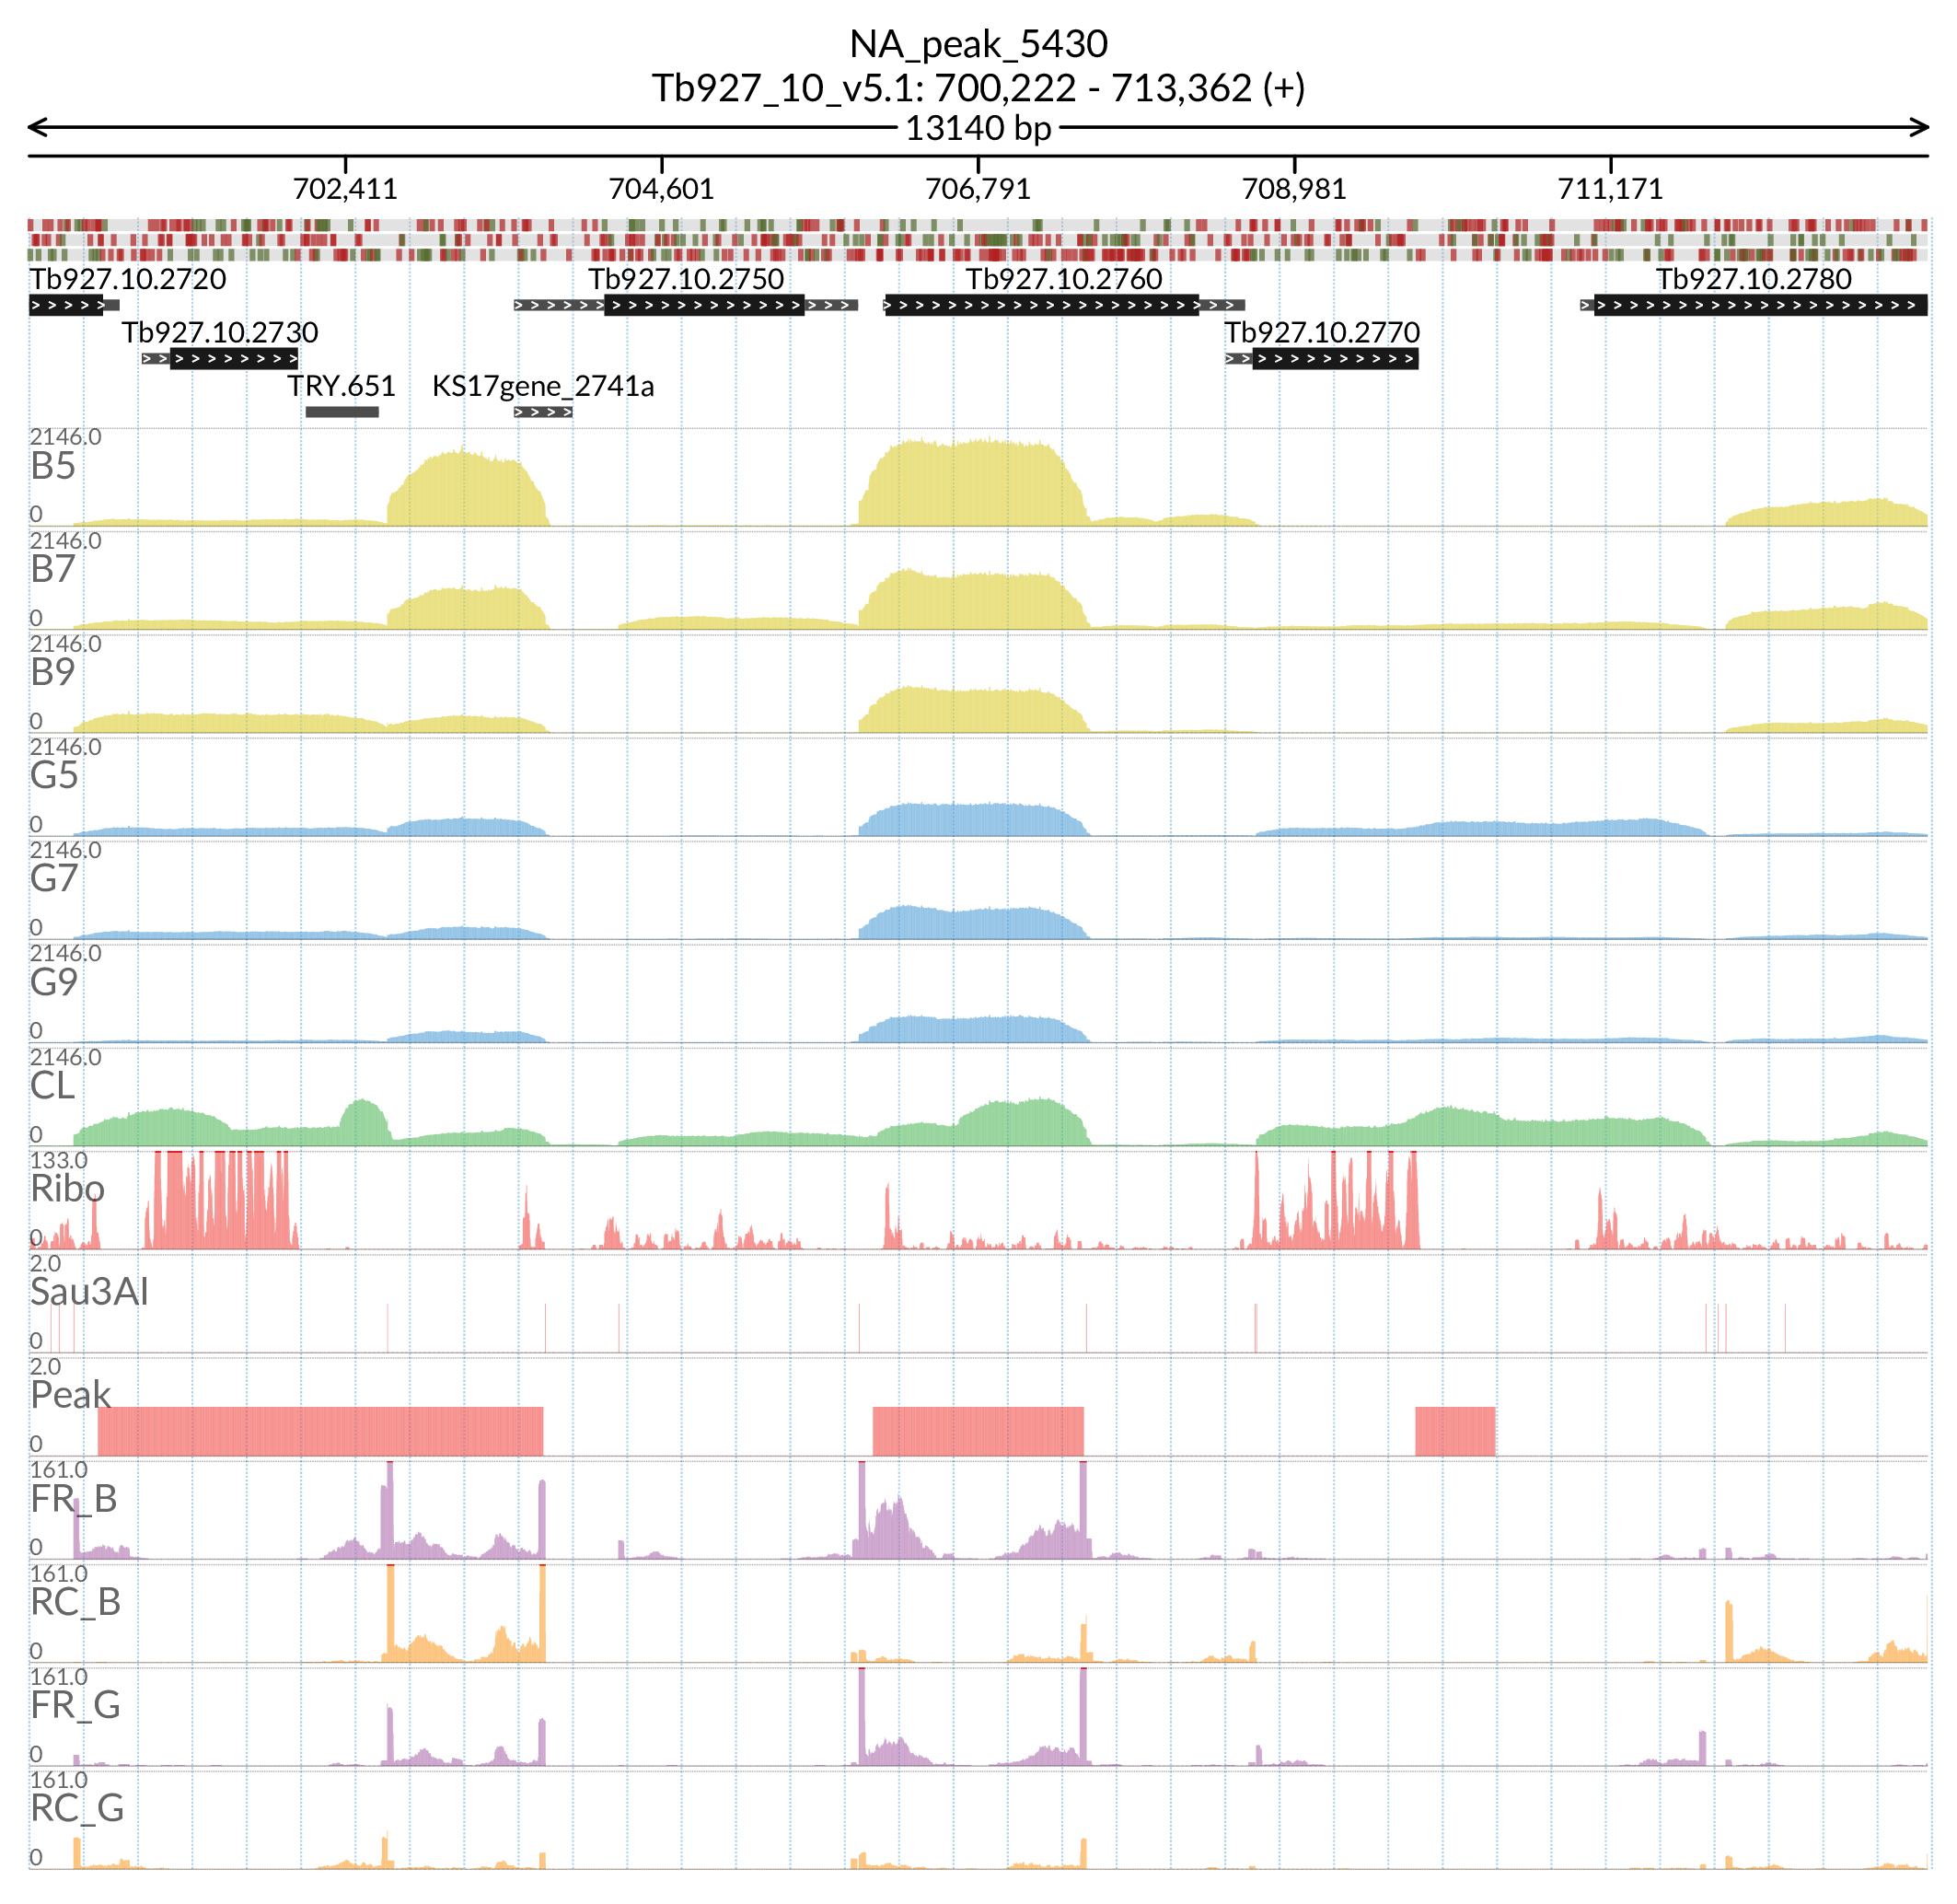 NA_peak_5430
Tb927_10_v5.1: 700,222 - 713,362 (+)
13140 bp
702,411 704,601 706,791 708,981 711,171
Tb927.10.2720 Tb927.10.2750 Tb927.10.2760 Tb927.10.2780
Tb927.10.2730 Tb927.10.2770
TRY.651 KS17gene_2741a
2146.0
B5
0
2146.0
B7
0
2146.0
B9
0
2146.0
G5
0
2146.0
G7
0
2146.0
G9
0
2146.0
CL
0
133.0
Ribo
0
2.0
Sau3AI
0
2.0
Peak
0
161.0
FR_B
0
161.0
RC_B
0
161.0
FR_G
0
161.0
RC_G
0